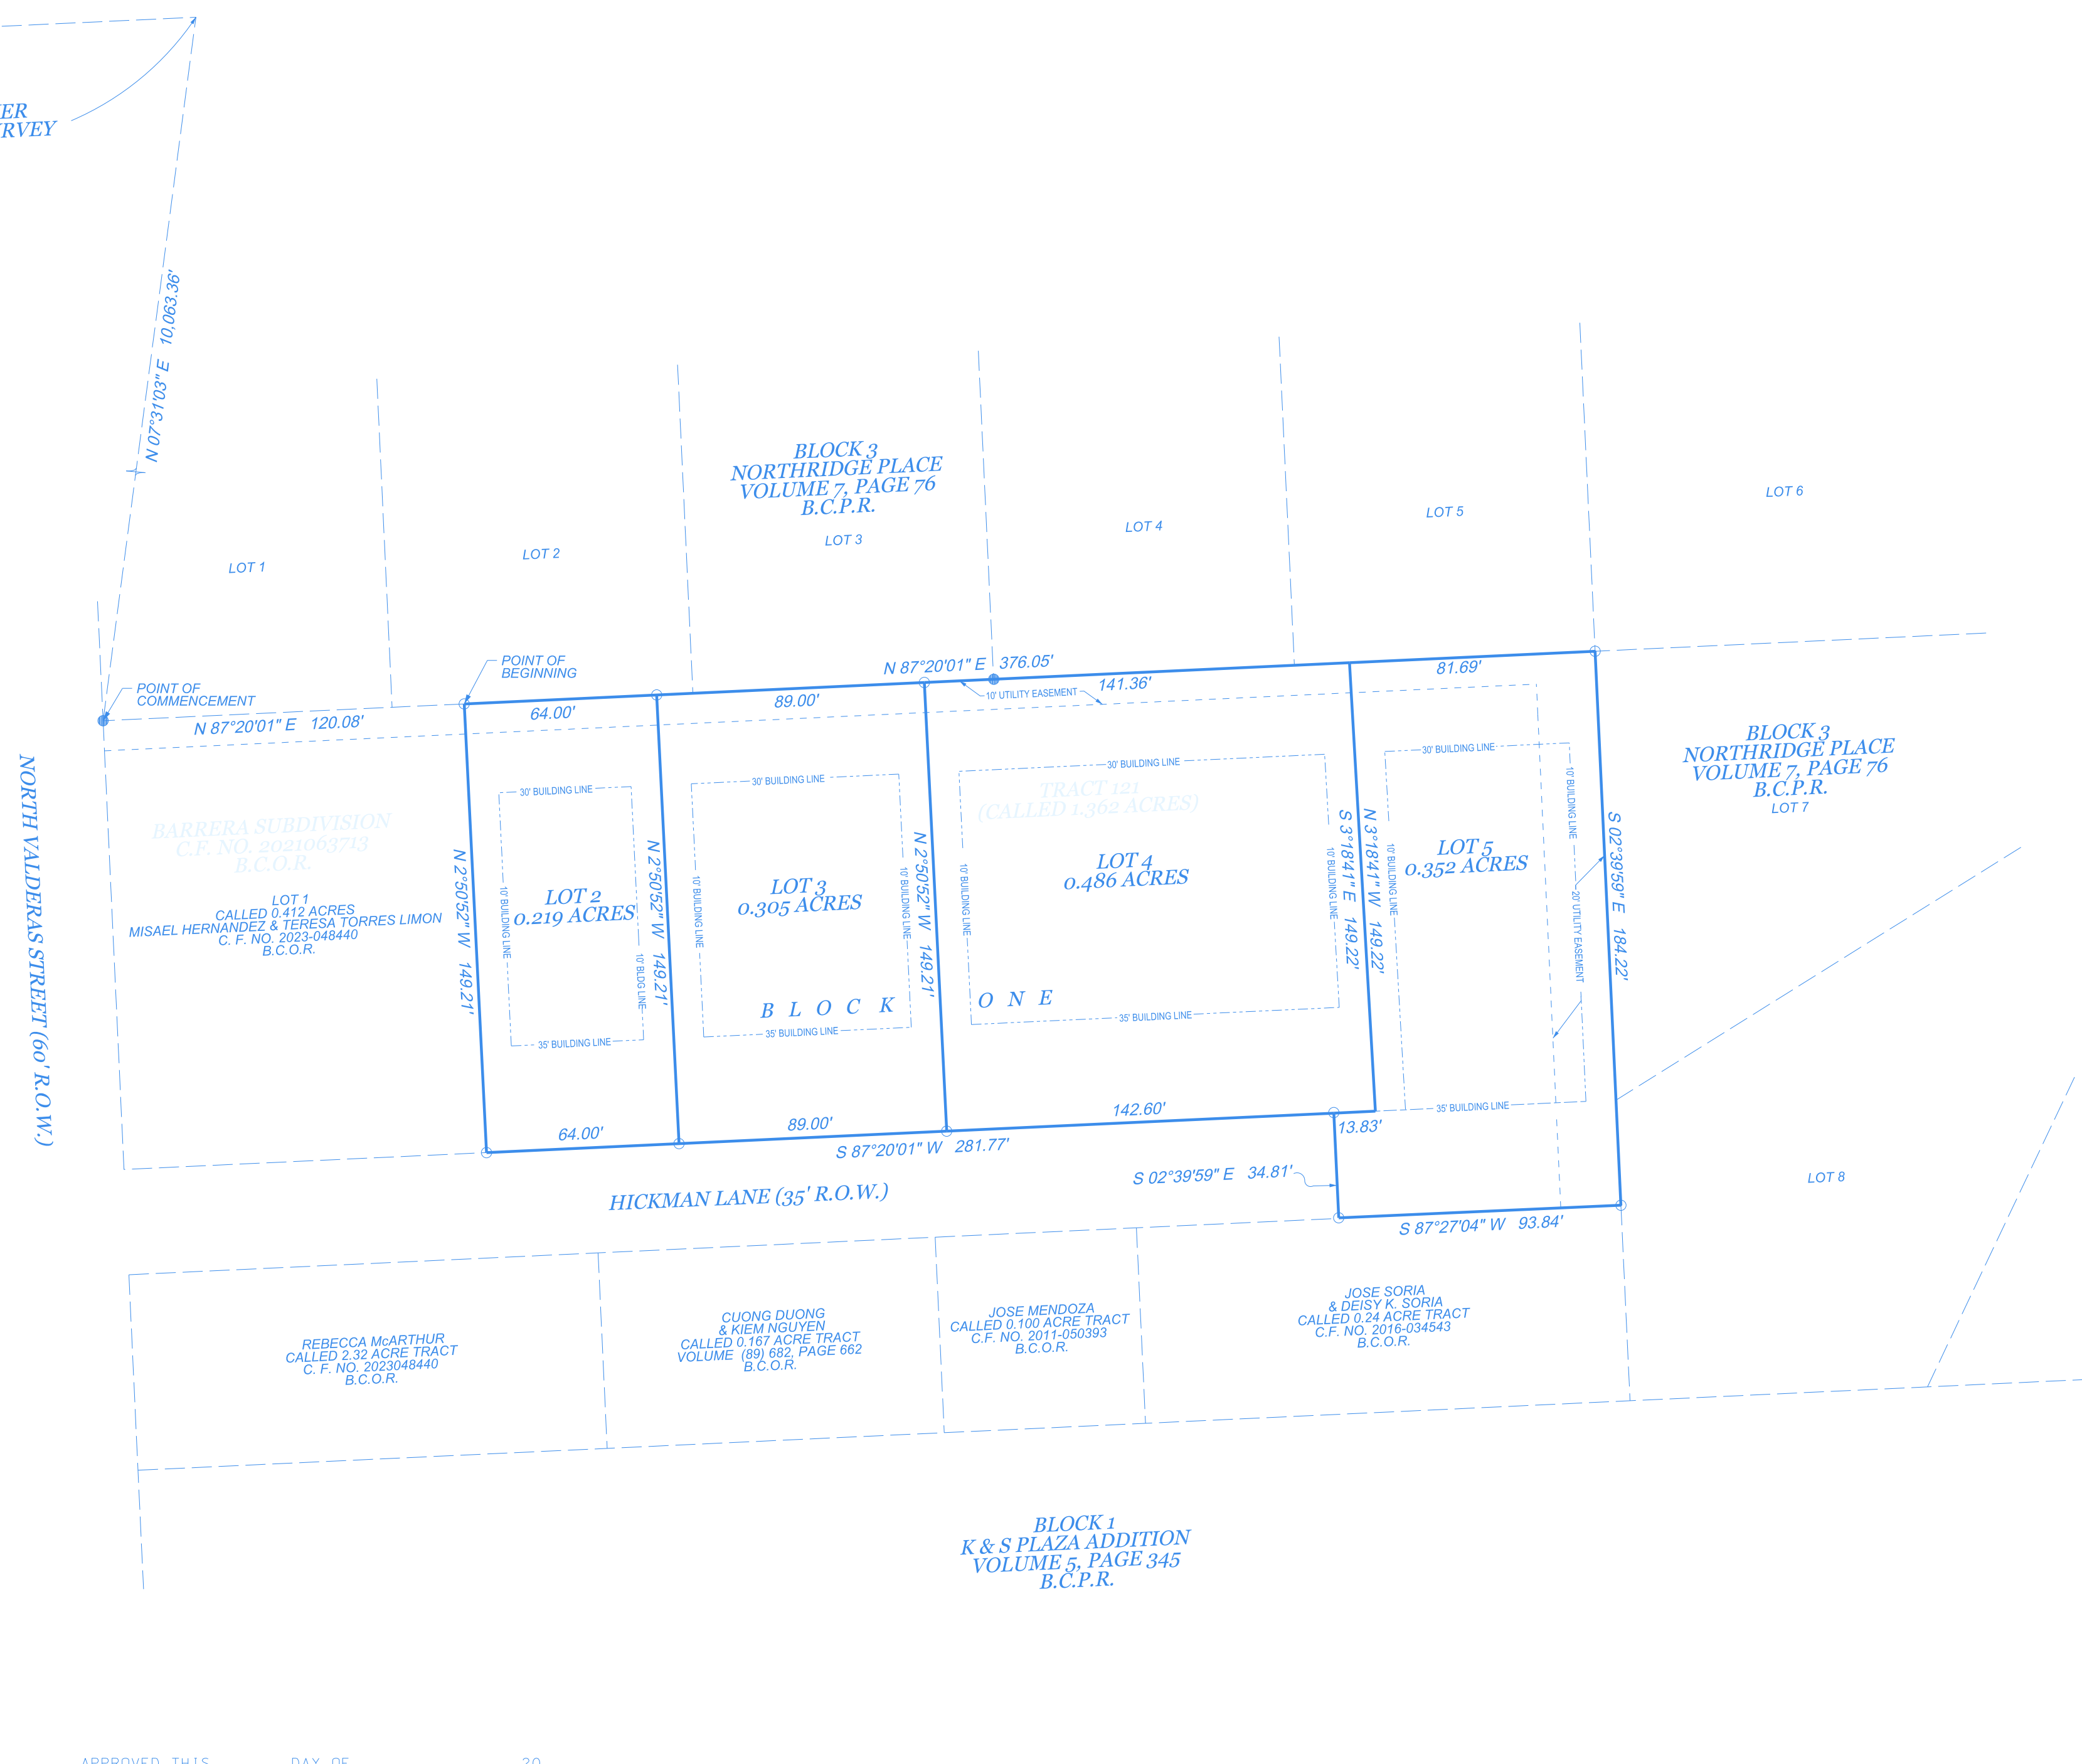 ER
RVEY
N 07°31'03" E 10,063.36'
BLOCK 3
NORTHRIDGE PLACE
VOLUME 7, PAGE 76
B.C.P.R.
LOT 1
LOT 2
LOT 3
LOT 4
LOT 5
LOT 6
POINT OF
COMMENCEMENT
POINT OF
BEGINNING
N 87°20'01" E 120.08'
N 87°20'01" E 376.05'
64.00'
89.00'
141.36'
81.69'
10' UTILITY EASEMENT
NORTH VALDERAS STREET (60' R.O.W.)
BARRERA SUBDIVISION
C.F. NO. 2021063713
B.C.O.R.
LOT 1
CALLED 0.412 ACRES
MISAEL HERNANDEZ & TERESA TORRES LIMON
C. F. NO. 2023-048440
B.C.O.R.
N 2°50'52" W 149.21'
30' BUILDING LINE
10' BUILDING LINE
LOT 2
0.219 ACRES
10' BLDG LINE
35' BUILDING LINE
N 2°50'52" W 149.21'
30' BUILDING LINE
10' BUILDING LINE
LOT 3
0.305 ACRES
10' BUILDING LINE
35' BUILDING LINE
BLOCK ONE
N 2°50'52" W 149.21'
30' BUILDING LINE
TRACT 121
(CALLED 1.362 ACRES)
10' BUILDING LINE
LOT 4
0.486 ACRES
10' BUILDING LINE
35' BUILDING LINE
S 3°18'41" E 149.22'
N 3°18'41" W 149.22'
30' BUILDING LINE
10' BUILDING LINE
LOT 5
0.352 ACRES
10' BUILDING LINE
20' UTILITY EASEMENT
35' BUILDING LINE
S 02°39'59" E 184.22'
BLOCK 3
NORTHRIDGE PLACE
VOLUME 7, PAGE 76
B.C.P.R.
LOT 7
LOT 8
64.00'
89.00'
142.60'
13.83'
S 87°20'01" W 281.77'
S 02°39'59" E 34.81'
HICKMAN LANE (35' R.O.W.)
S 87°27'04" W 93.84'
REBECCA McARTHUR
CALLED 2.32 ACRE TRACT
C. F. NO. 2023048440
B.C.O.R.
CUONG DUONG
& KIEM NGUYEN
CALLED 0.167 ACRE TRACT
VOLUME (89) 682, PAGE 662
B.C.O.R.
JOSE MENDOZA
CALLED 0.100 ACRE TRACT
C.F. NO. 2011-050393
B.C.O.R.
JOSE SORIA
& DEISY K. SORIA
CALLED 0.24 ACRE TRACT
C.F. NO. 2016-034543
B.C.O.R.
BLOCK 1
K & S PLAZA ADDITION
VOLUME 5, PAGE 345
B.C.P.R.
APPROVED THIS DAY OF 20